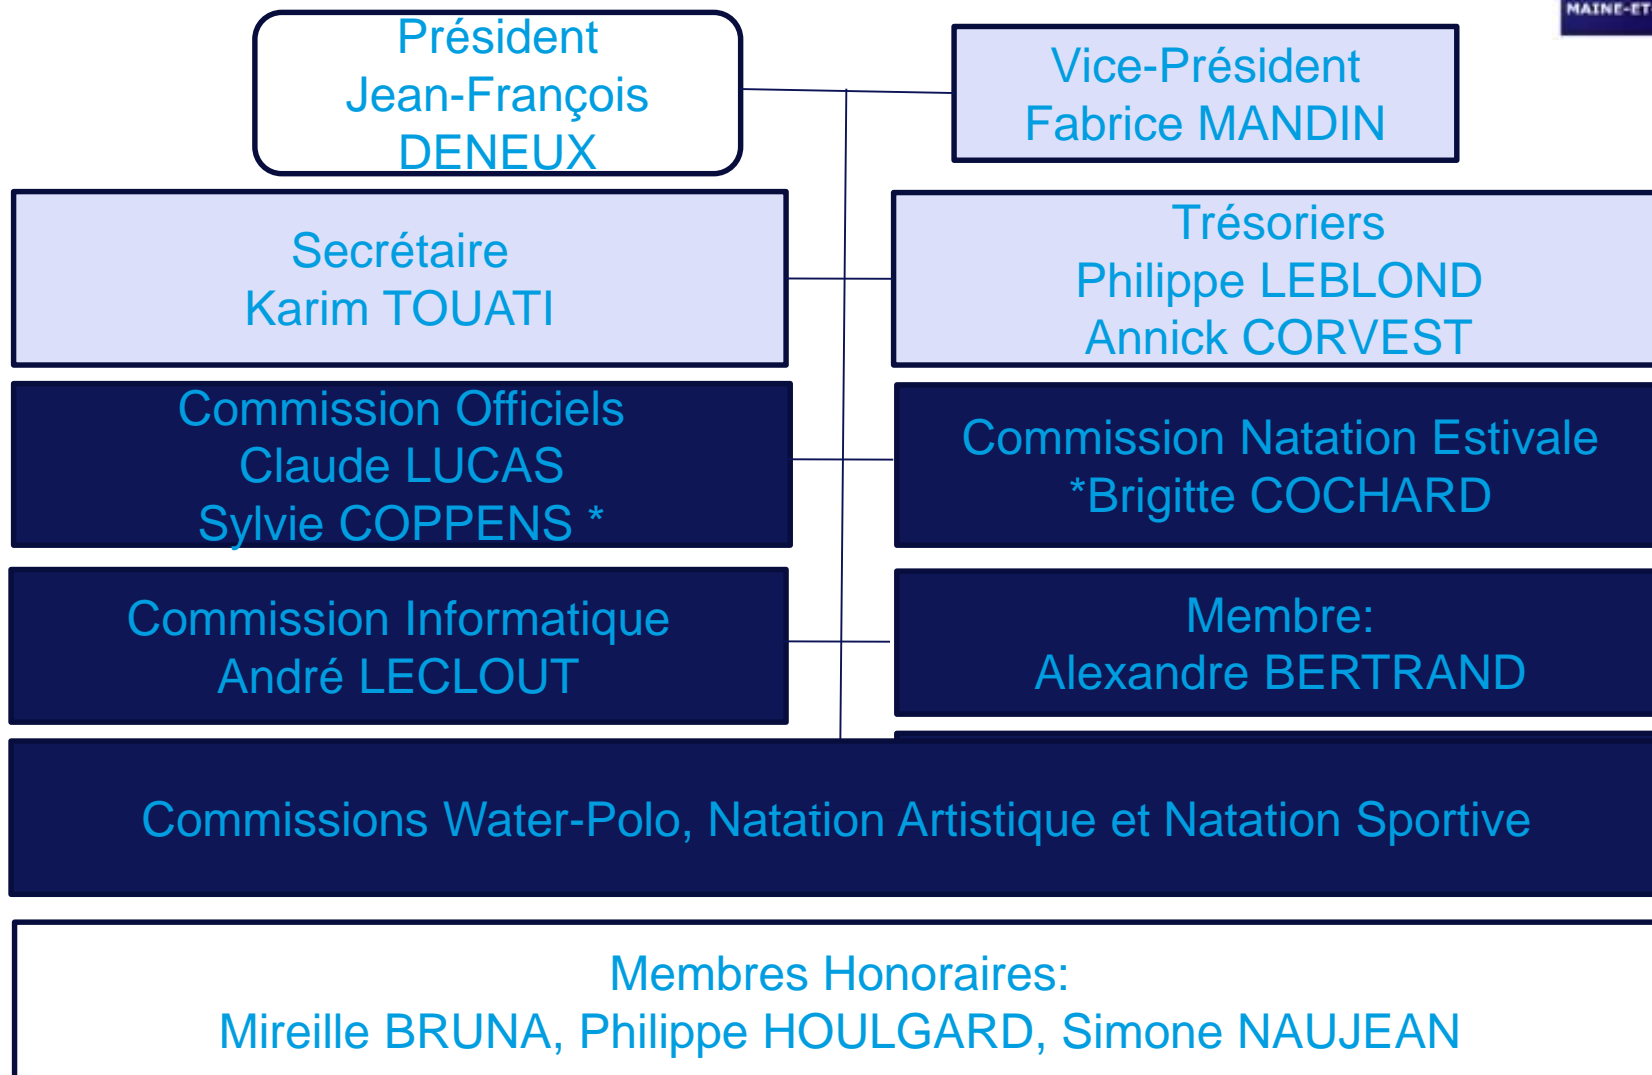 MAINE-ET
Président
Jean-François
DENEUX
Vice-Président
Fabrice MANDIN
Secrétaire
Karim TOUATI
Trésoriers
Philippe LEBLOND
Annick CORVEST
Commission Officiels
Claude LUCAS
Sylvie COPPENS *
Commission Natation Estivale
*Brigitte COCHARD
Commission Informatique
André LECLOUT
Membre:
Alexandre BERTRAND
Commissions Water-Polo, Natation Artistique et Natation Sportive
Membres Honoraires:
Mireille BRUNA, Philippe HOULGARD, Simone NAUJEAN